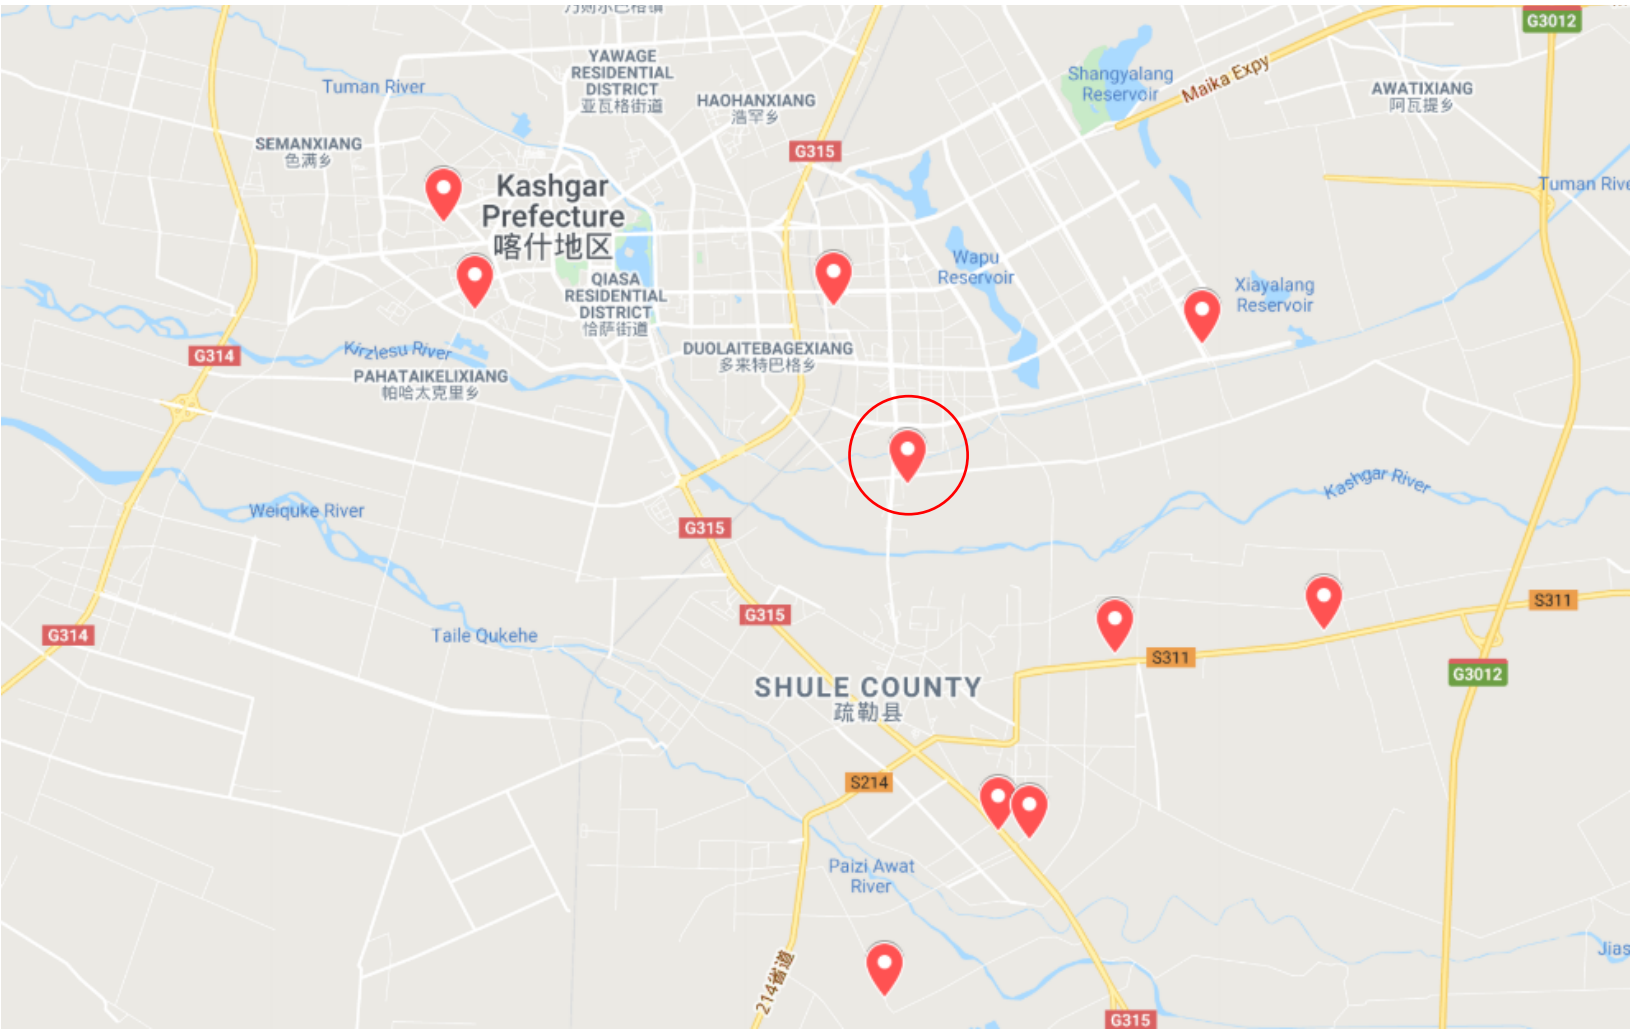 G3012
YAWAGE
RESIDENTIAL
DISTRICT
亚瓦格街道
Shangyalang
Reservoir
Maika Expy
AWATIXIANG
阿瓦提乡
Tuman River
HAOHANXIANG
浩罕乡
SEMANXIANG
色满乡
G315
Kashgar
Prefecture
喀什地区
Tuman Rive
QIASA
RESIDENTIAL
DISTRICT
恰萨街道
Wapu
Reservoir
Xiayalang
Reservoir
G314
Kirzlesu River
DUOLAITEBAGEXIANG
多来特巴格乡
PAHATAIKELIXIANG
帕哈太克里乡
Kashgar River
Weiquke River
G315
S311
G315
G314
Taile Qukehe
S311
G3012
SHULE COUNTY
疏勒县
S214
Paizi Awat
River
Jias
214省道
G315